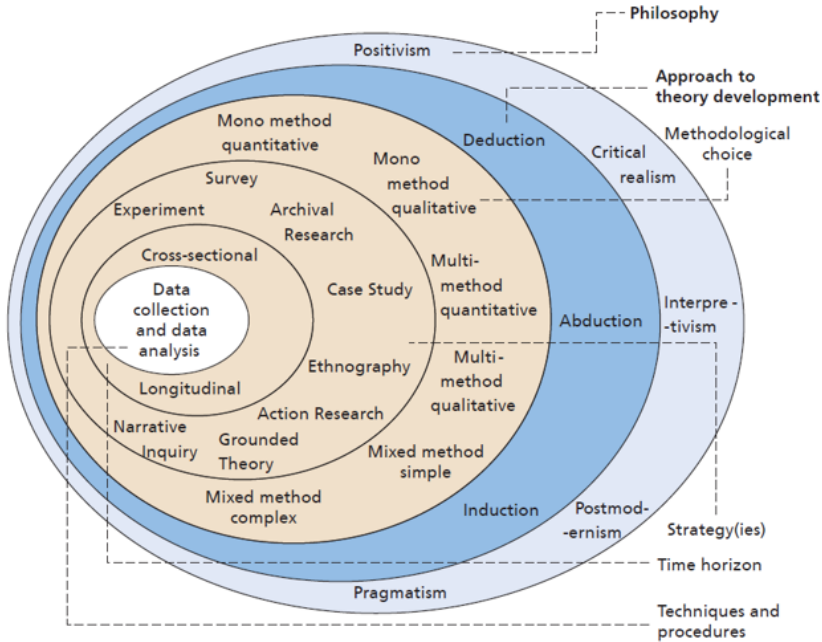 Philosophy
Positivism
Approach to
theory development
Mono method
quantitative
Deduction
Methodological
choice
Critical
realism
Mono
method
qualitative
Survey
Experiment
Archival
Research
Cross-sectional
Multi-
method
quantitative
Data
collection
and data
analysis
Case Study
Interpre-
-tivism
Abduction
Ethnography
Multi-
method
qualitative
Longitudinal
Action Research
Narrative
Inquiry
Grounded
Theory
Mixed method
simple
Mixed method
complex
Induction
Postmod-
-ernism
Strategy(ies)
Time horizon
Pragmatism
Techniques and
procedures